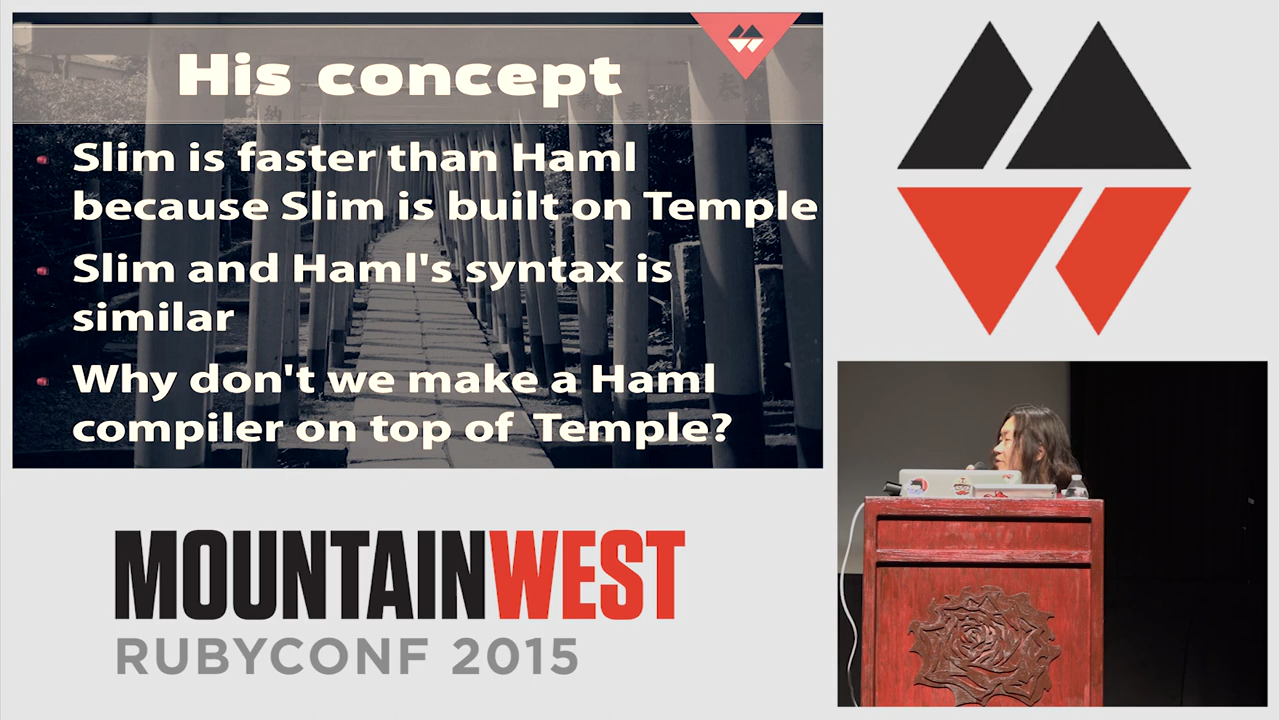 His concept
Slim is faster than Haml
because Slim is built on Temple
Slim and Haml's syntax is
similar
Why don't we make a Haml
compiler on top of Temple?
MOUNTAINWEST
RUBYCONF 2015